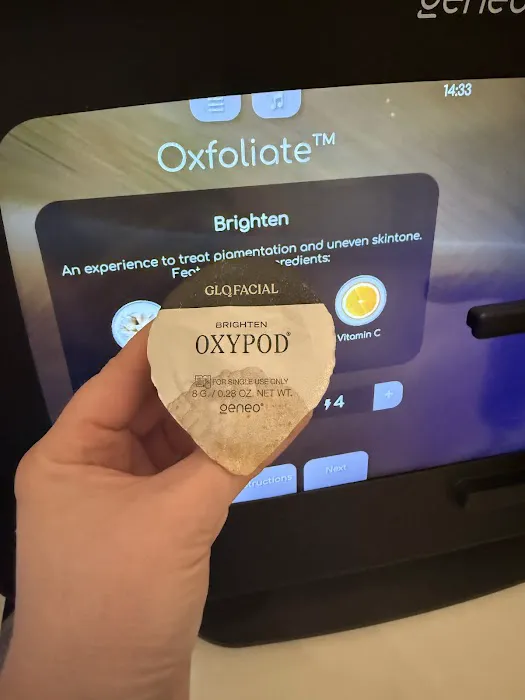 geneo
14:33
Oxfoliate™
Brighten
An experience to treat pigmentation and uneven skintone.
Vitamin C
GLO FACIAL
BRIGHTEN
OXYPOD®
FOR SINGLE USE ONLY
8 G. / 0.28 OZ. NET WT.
geneo®
4
+
Next